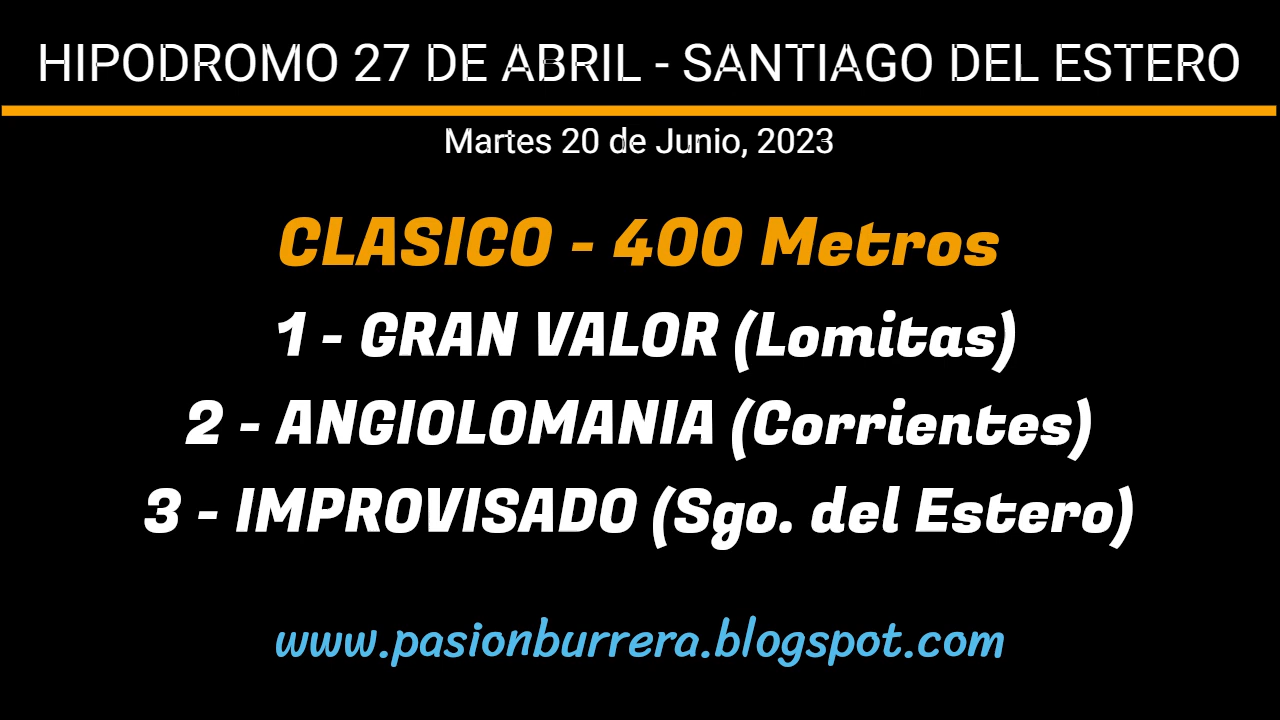 HIPODROMO 27 DE ABRIL - SANTIAGO DEL ESTERO
Martes 20 de Junio, 2023
CLASICO - 400 Metros
1 - GRAN VALOR (Lomitas)
2 - ANGIOLOMANIA (Corrientes)
3 - IMPROVISADO (Sgo. del Estero)
www.pasionburrera.blogspot.com